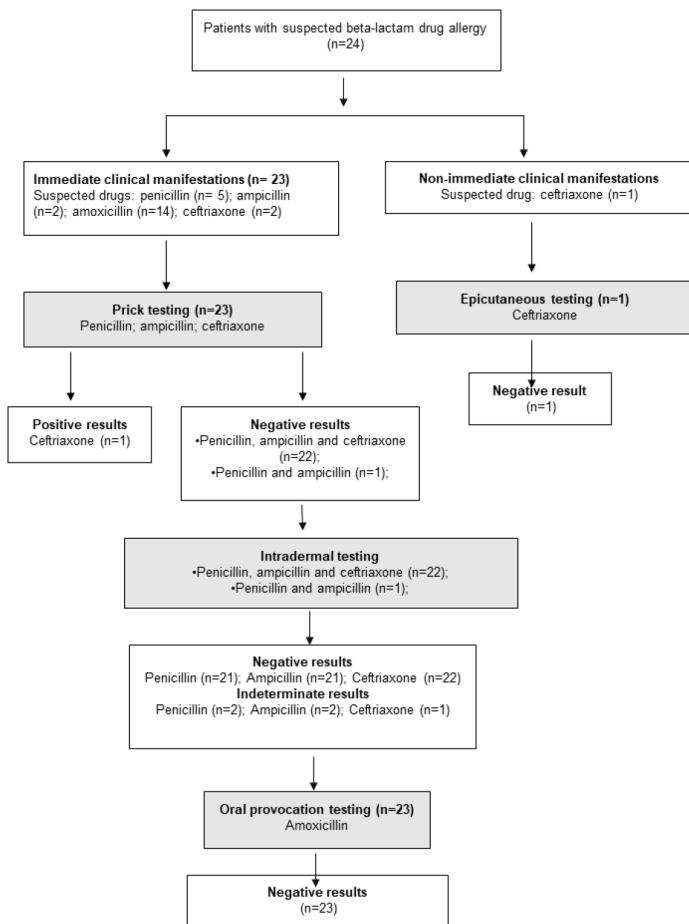 Patients with suspected beta-lactam drug allergy
(n=24)
Immediate clinical manifestations (n= 23)
Suspected drugs: penicillin (n= 5); ampicillin
(n=2); amoxicillin (n=14); ceftriaxone (n=2)
Non-immediate clinical manifestations
Suspected drug: ceftriaxone (n=1)
Prick testing (n=23)
Penicillin; ampicillin; ceftriaxone
Epicutaneous testing (n=1)
Ceftriaxone
Positive results
Ceftriaxone (n=1)
Negative results
•Penicillin, ampicillin and ceftriaxone
(n=22);
•Penicillin and ampicillin (n=1);
Negative result
(n=1)
Intradermal testing
•Penicillin, ampicillin and ceftriaxone (n=22);
•Penicillin and ampicillin (n=1);
Negative results
Penicillin (n=21); Ampicillin (n=21); Ceftriaxone (n=22)
Indeterminate results
Penicillin (n=2); Ampicillin (n=2); Ceftriaxone (n=1)
Oral provocation testing (n=23)
Amoxicillin
Negative results
(n=23)